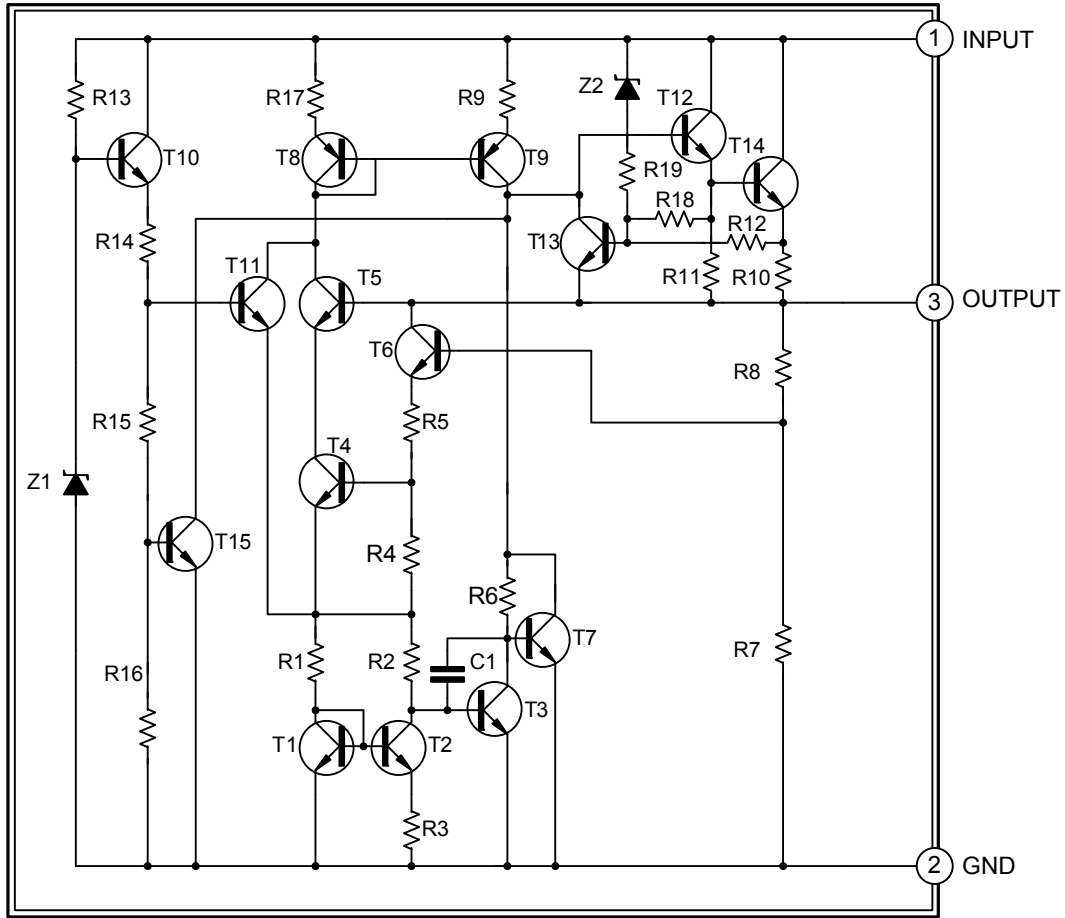 1 INPUT
R13
R17
R9
Z2
T12
T10
T8
T9
T14
R19
R18
R12
R14
T13
T11
T5
R11
R10
3 OUTPUT
T6
R8
R15
R5
T4
Z1
T15
R4
R6
T7
R1
R2
C1
R7
R16
T3
T1
T2
R3
2 GND